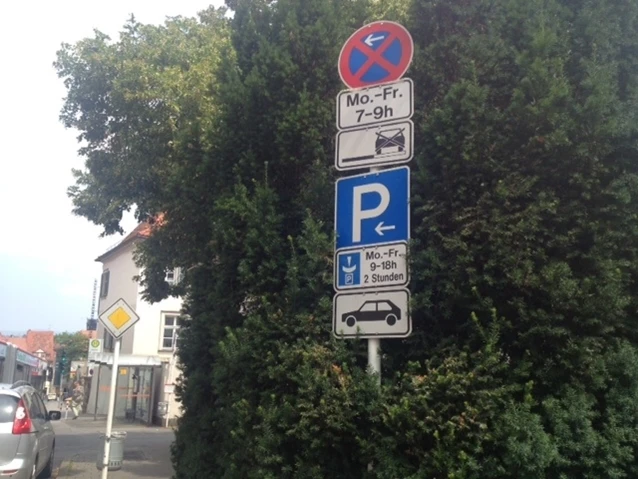 Mo.-Fr.
7-9h
P
Mo.-Fr.
9-18h
2 Stunden
P